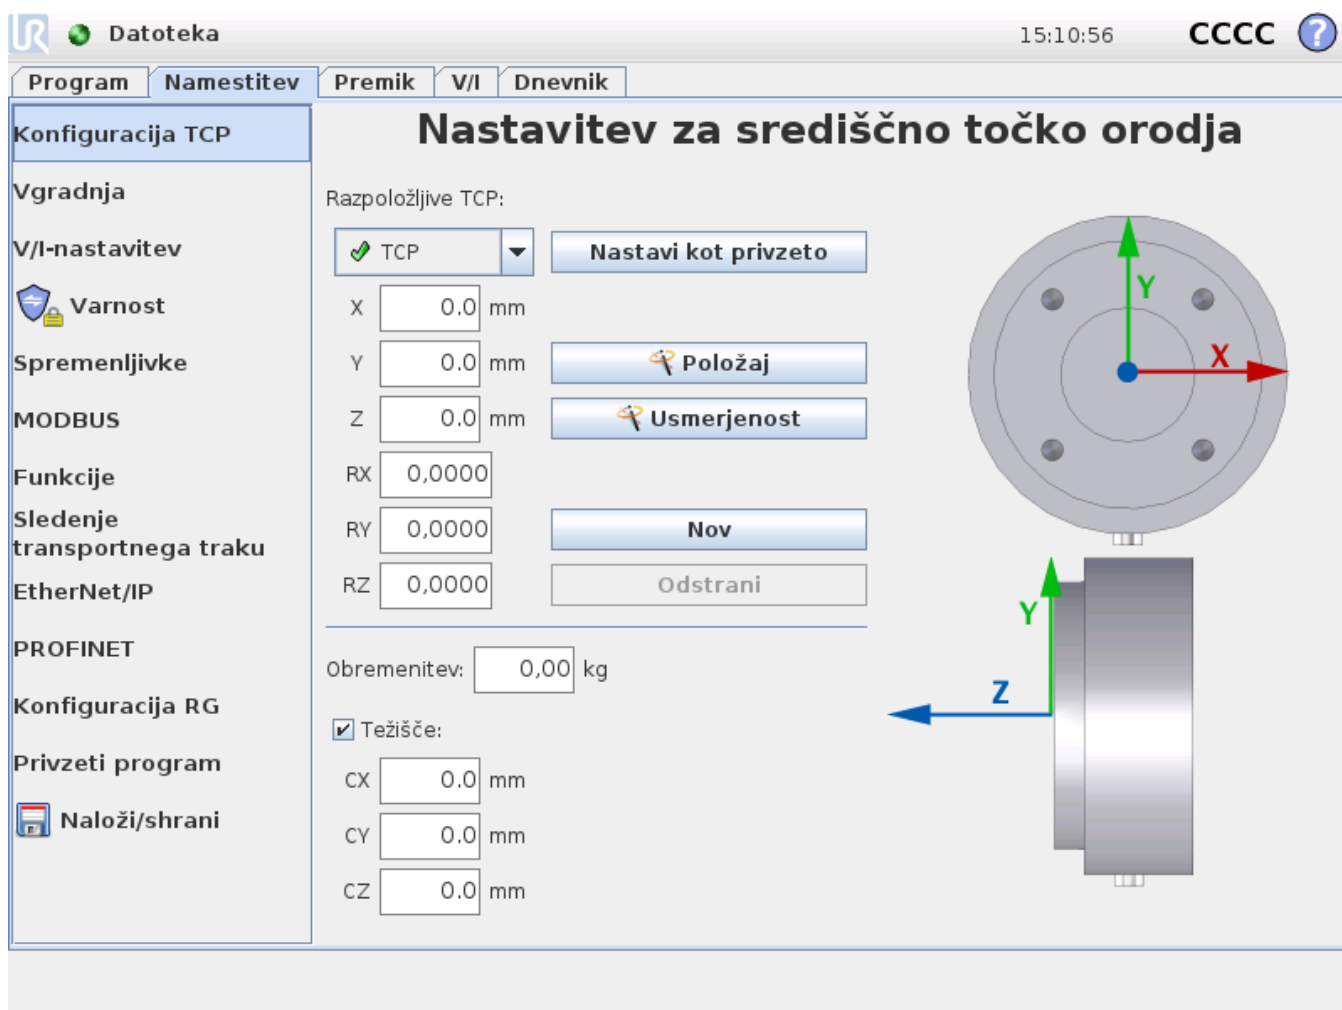 UR Datoteka 15:10:56 CCCC ?
Program Namestitev Premik V/I Dnevnik
Konfiguracija TCP
Vgradnja
V/I-nastavitev
Varnost
Spremenljivke
MODBUS
Funkcije
Sledenje
transportnega traku
EtherNet/IP
PROFINET
Konfiguracija RG
Privzeti program
Naloži/shrani
Nastavitev za središčno točko orodja
Razpoložljive TCP:
TCP Nastavi kot privzeto
X 0.0 mm
Y 0.0 mm Položaj
Z 0.0 mm Usmerjenost
RX 0,0000
RY 0,0000 Nov
RZ 0,0000 Odstrani
Obremenitev: 0,00 kg
Težišče:
CX 0.0 mm
CY 0.0 mm
CZ 0.0 mm
Y
X
Y
Z